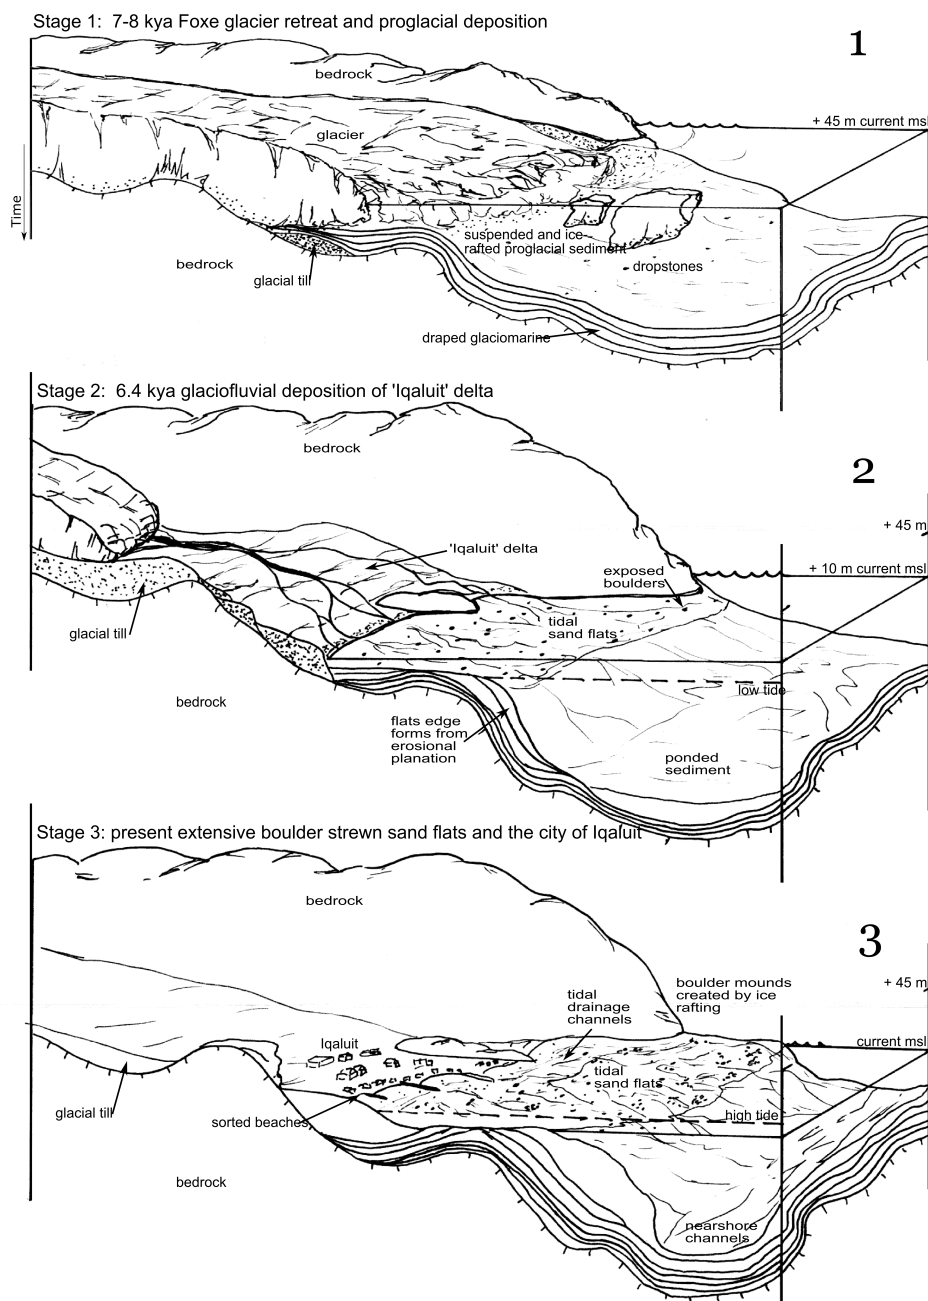 Stage 1: 7-8 kya Foxe glacier retreat and proglacial deposition
1
bedrock
+ 45 m current msl
glacier
Time
suspended and ice-
rafted proglacial sediment
bedrock
dropstones
glacial till
draped glaciomarine
Stage 2: 6.4 kya glaciofluvial deposition of 'Iqaluit' delta
bedrock
2
+ 45 m
'Iqaluit' delta
exposed
boulders
+ 10 m current msl
glacial till
tidal
sand flats
low tide
bedrock
flats edge
forms from
erosional
planation
ponded
sediment
Stage 3: present extensive boulder strewn sand flats and the city of Iqaluit
bedrock
3
+ 45 m
boulder mounds
created by ice
rafting
tidal
drainage
channels
Iqaluit
current msl
tidal
sand flats
glacial till
sorted beaches
high tide
bedrock
nearshore
channels